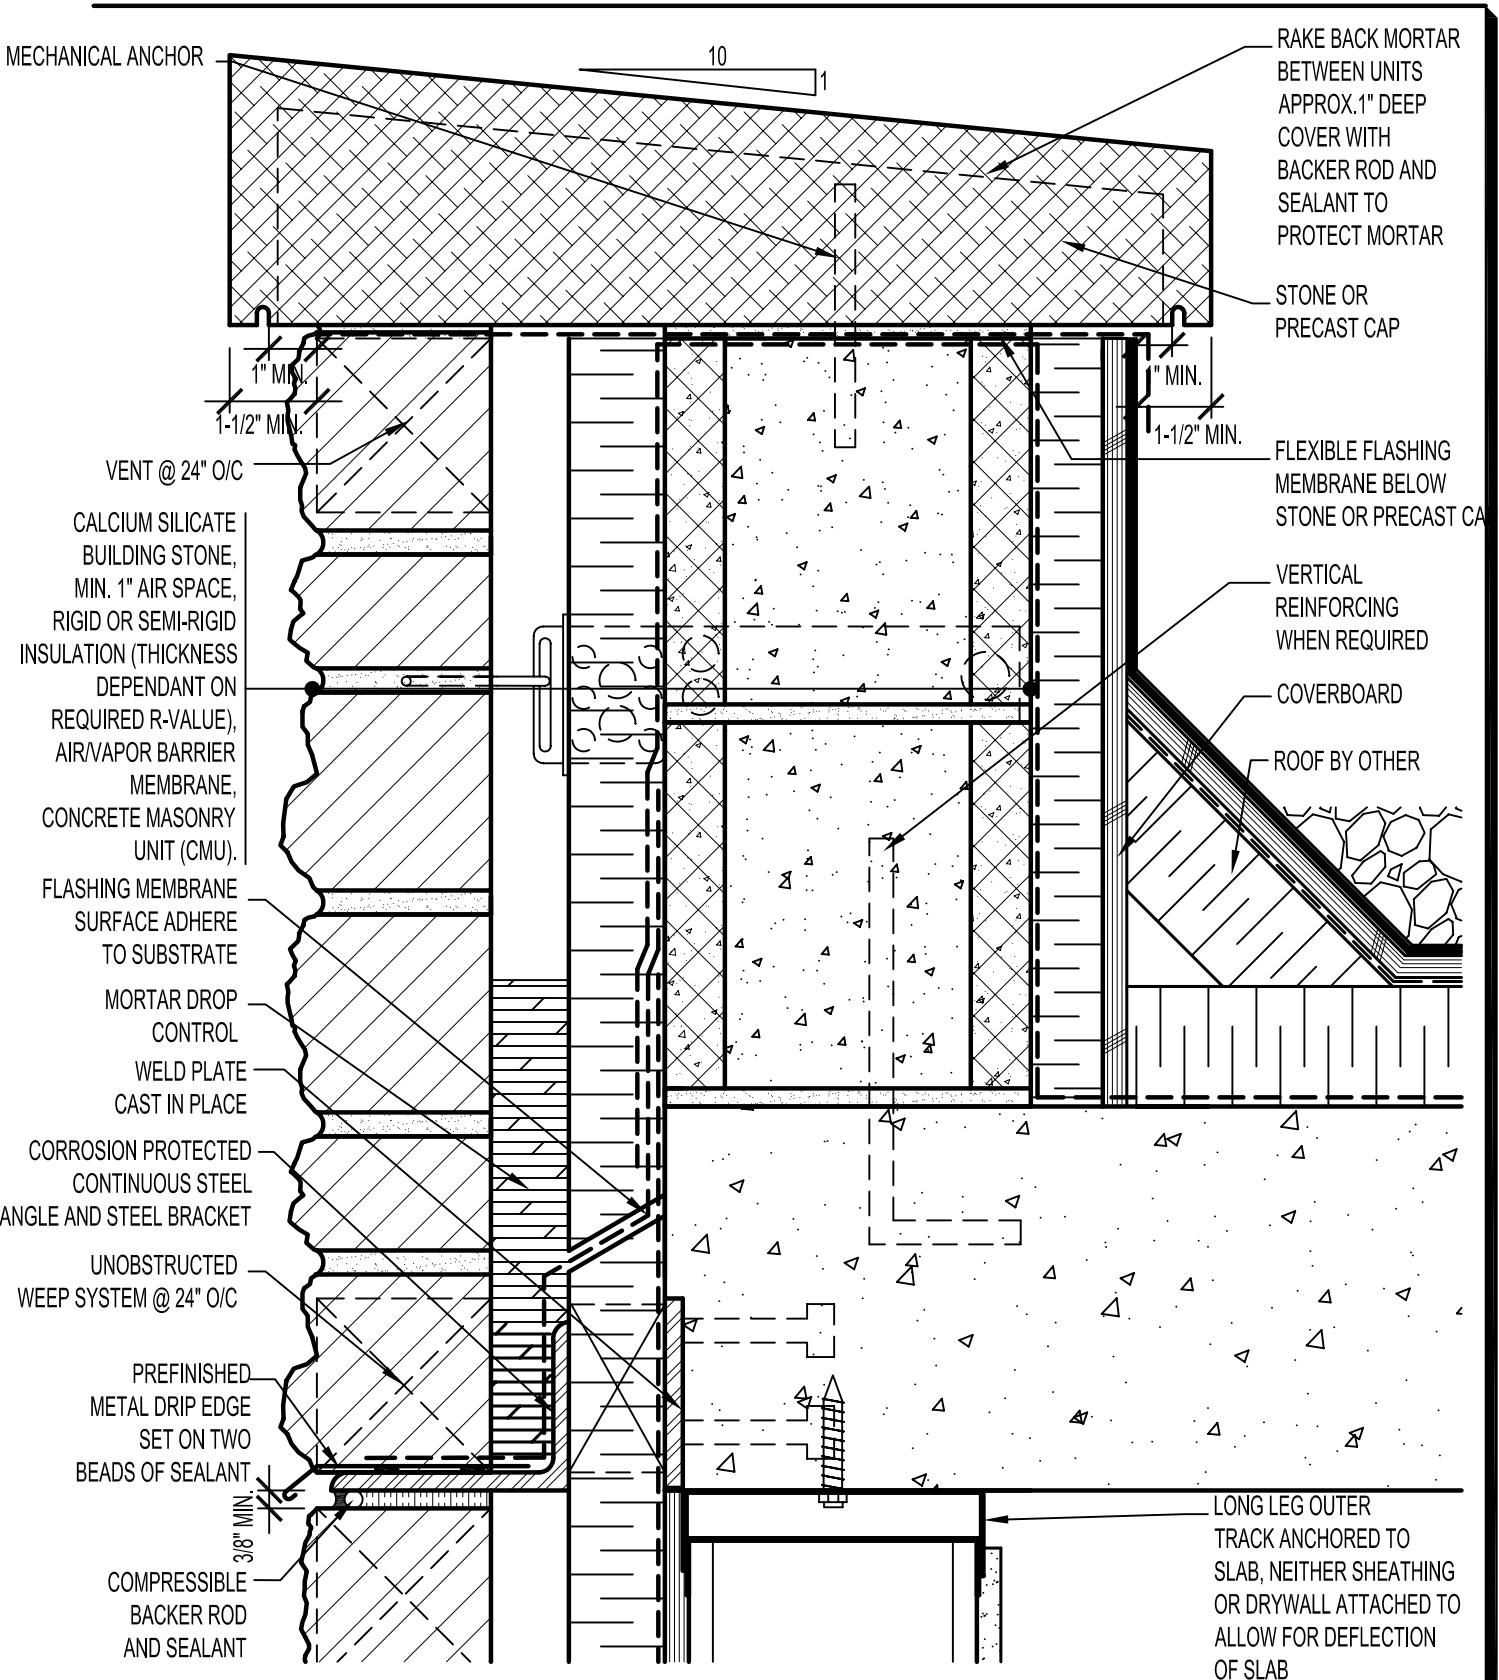 MECHANICAL ANCHOR
10
1
RAKE BACK MORTAR
BETWEEN UNITS
APPROX.1" DEEP
COVER WITH
BACKER ROD AND
SEALANT TO
PROTECT MORTAR
STONE OR
PRECAST CAP
1" MIN.
1-1/2" MIN.
" MIN.
1-1/2" MIN.
VENT @ 24" O/C
FLEXIBLE FLASHING
MEMBRANE BELOW
STONE OR PRECAST CA
CALCIUM SILICATE
BUILDING STONE,
MIN. 1" AIR SPACE,
RIGID OR SEMI-RIGID
INSULATION (THICKNESS
DEPENDANT ON
REQUIRED R-VALUE),
AIR/VAPOR BARRIER
MEMBRANE,
CONCRETE MASONRY
UNIT (CMU).
VERTICAL
REINFORCING
WHEN REQUIRED
COVERBOARD
ROOF BY OTHER
FLASHING MEMBRANE
SURFACE ADHERE
TO SUBSTRATE
MORTAR DROP
CONTROL
WELD PLATE
CAST IN PLACE
CORROSION PROTECTED
CONTINUOUS STEEL
ANGLE AND STEEL BRACKET
UNOBSTRUCTED
WEEP SYSTEM @ 24" O/C
PREFINISHED
METAL DRIP EDGE
SET ON TWO
BEADS OF SEALANT
3/8" MIN.
COMPRESSIBLE
BACKER ROD
AND SEALANT
LONG LEG OUTER
TRACK ANCHORED TO
SLAB, NEITHER SHEATHING
OR DRYWALL ATTACHED TO
ALLOW FOR DEFLECTION
OF SLAB